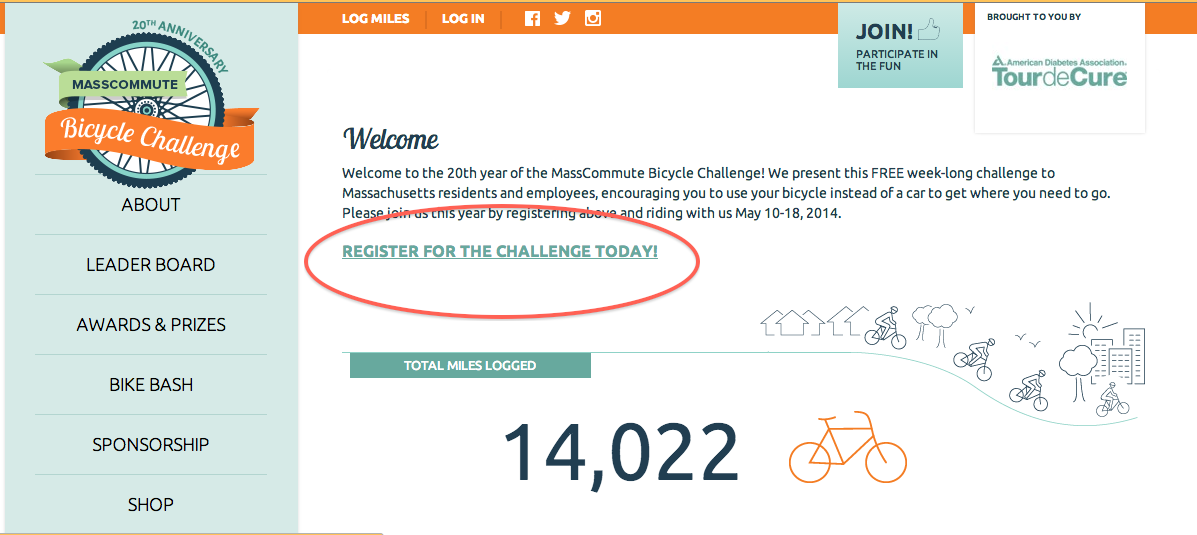 LOG MILES
LOG IN
JOIN!
PARTICIPATE IN
THE FUN
BROUGHT TO YOU BY
American Diabetes Association.
TourdeCure
20TH ANNIVERSARY
MASSCOMMUTE
Bicycle Challenge
ABOUT
LEADER BOARD
AWARDS & PRIZES
BIKE BASH
SPONSORSHIP
SHOP
Welcome
Welcome to the 20th year of the MassCommute Bicycle Challenge! We present this FREE week-long challenge to
Massachusetts residents and employees, encouraging you to use your bicycle instead of a car to get where you need to go.
Please join us this year by registering above and riding with us May 10-18, 2014.
REGISTER FOR THE CHALLENGE TODAY!
TOTAL MILES LOGGED
14,022